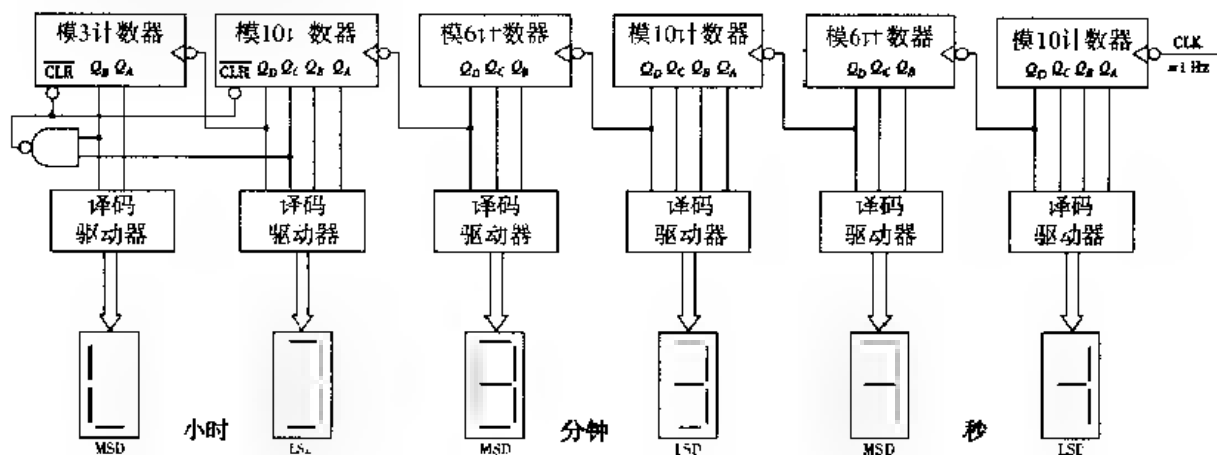 模3计数器
CLR Q_B Q_A
模10计数器
CLR Q_D Q_C Q_B Q_A
模6计数器
Q_D Q_C Q_B
模10计数器
Q_D Q_C Q_B Q_A
模6计数器
Q_D Q_C Q_B
模10计数器
Q_D Q_C Q_B Q_A
CLK
=1 Hz
译码
驱动器
译码
驱动器
译码
驱动器
译码
驱动器
译码
驱动器
译码
驱动器
小时
分钟
秒
MSD
LSD
MSD
LSD
MSD
LSD